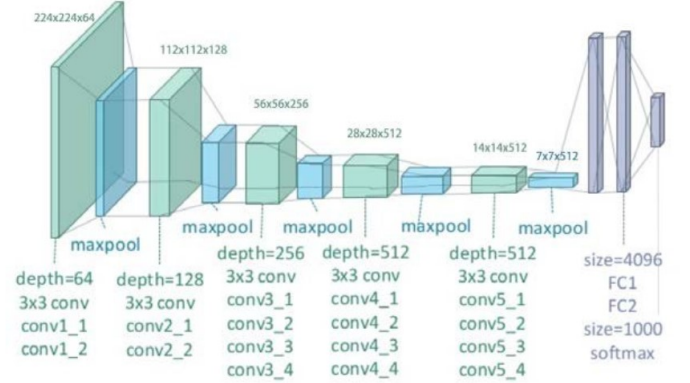 224x224x64
112x112x128
56x56x256
28x28x512
14x14x512
7x7x512
maxpool
maxpool
maxpool
maxpool
maxpool
depth=64
3x3 conv
conv1_1
conv1_2
depth=128
3x3 conv
conv2_1
conv2_2
depth=256
3x3 conv
conv3_1
conv3_2
conv3_3
conv3_4
depth=512
3x3 conv
conv4_1
conv4_2
conv4_3
conv4_4
depth=512
3x3 conv
conv5_1
conv5_2
conv5_3
conv5_4
size=4096
FC1
FC2
size=1000
softmax